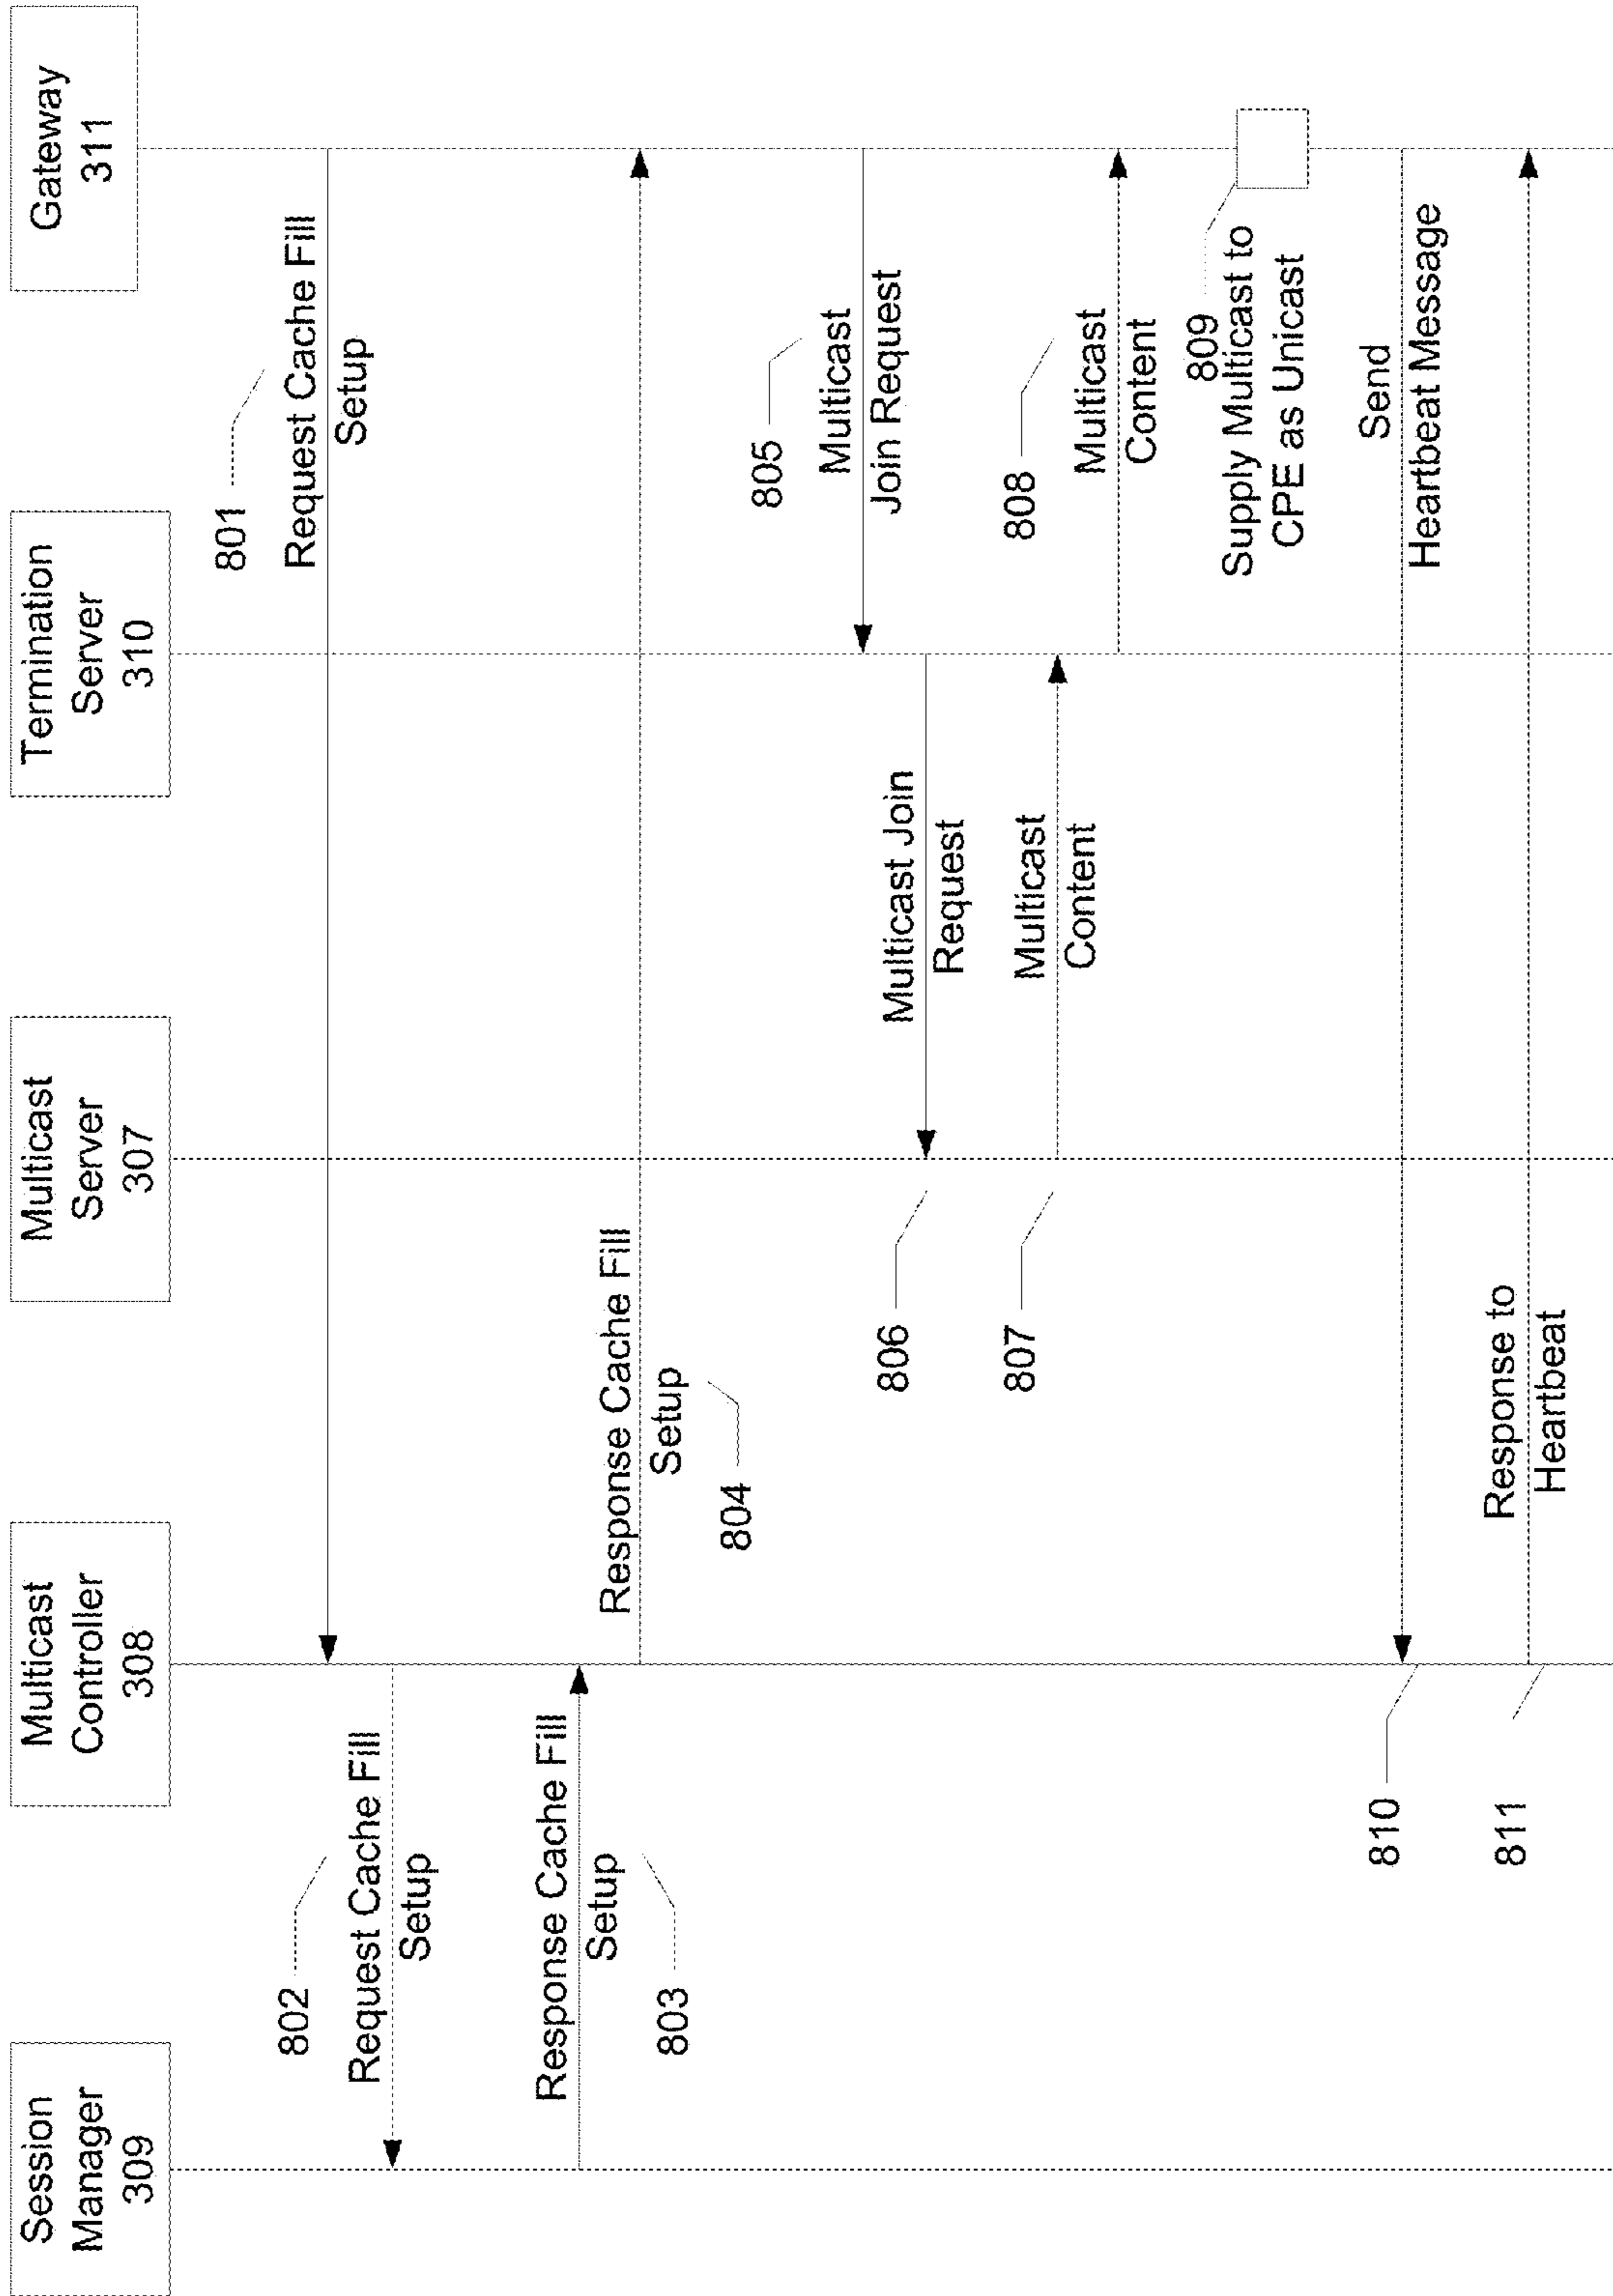 Session
Manager
309
Multicast
Controller
308
Multicast
Server
307
Termination
Server
310
Gateway
311
801
Request Cache Fill
Setup
802
Request Cache Fill
Setup
Response Cache Fill
Setup
803
Response Cache Fill
Setup
804
805
Multicast
Join Request
Multicast Join
Request
806
Multicast
Content
807
808
Multicast
Content
809
Supply Multicast to
CPE as Unicast
Send
Heartbeat Message
810
Response to
Heartbeat
811